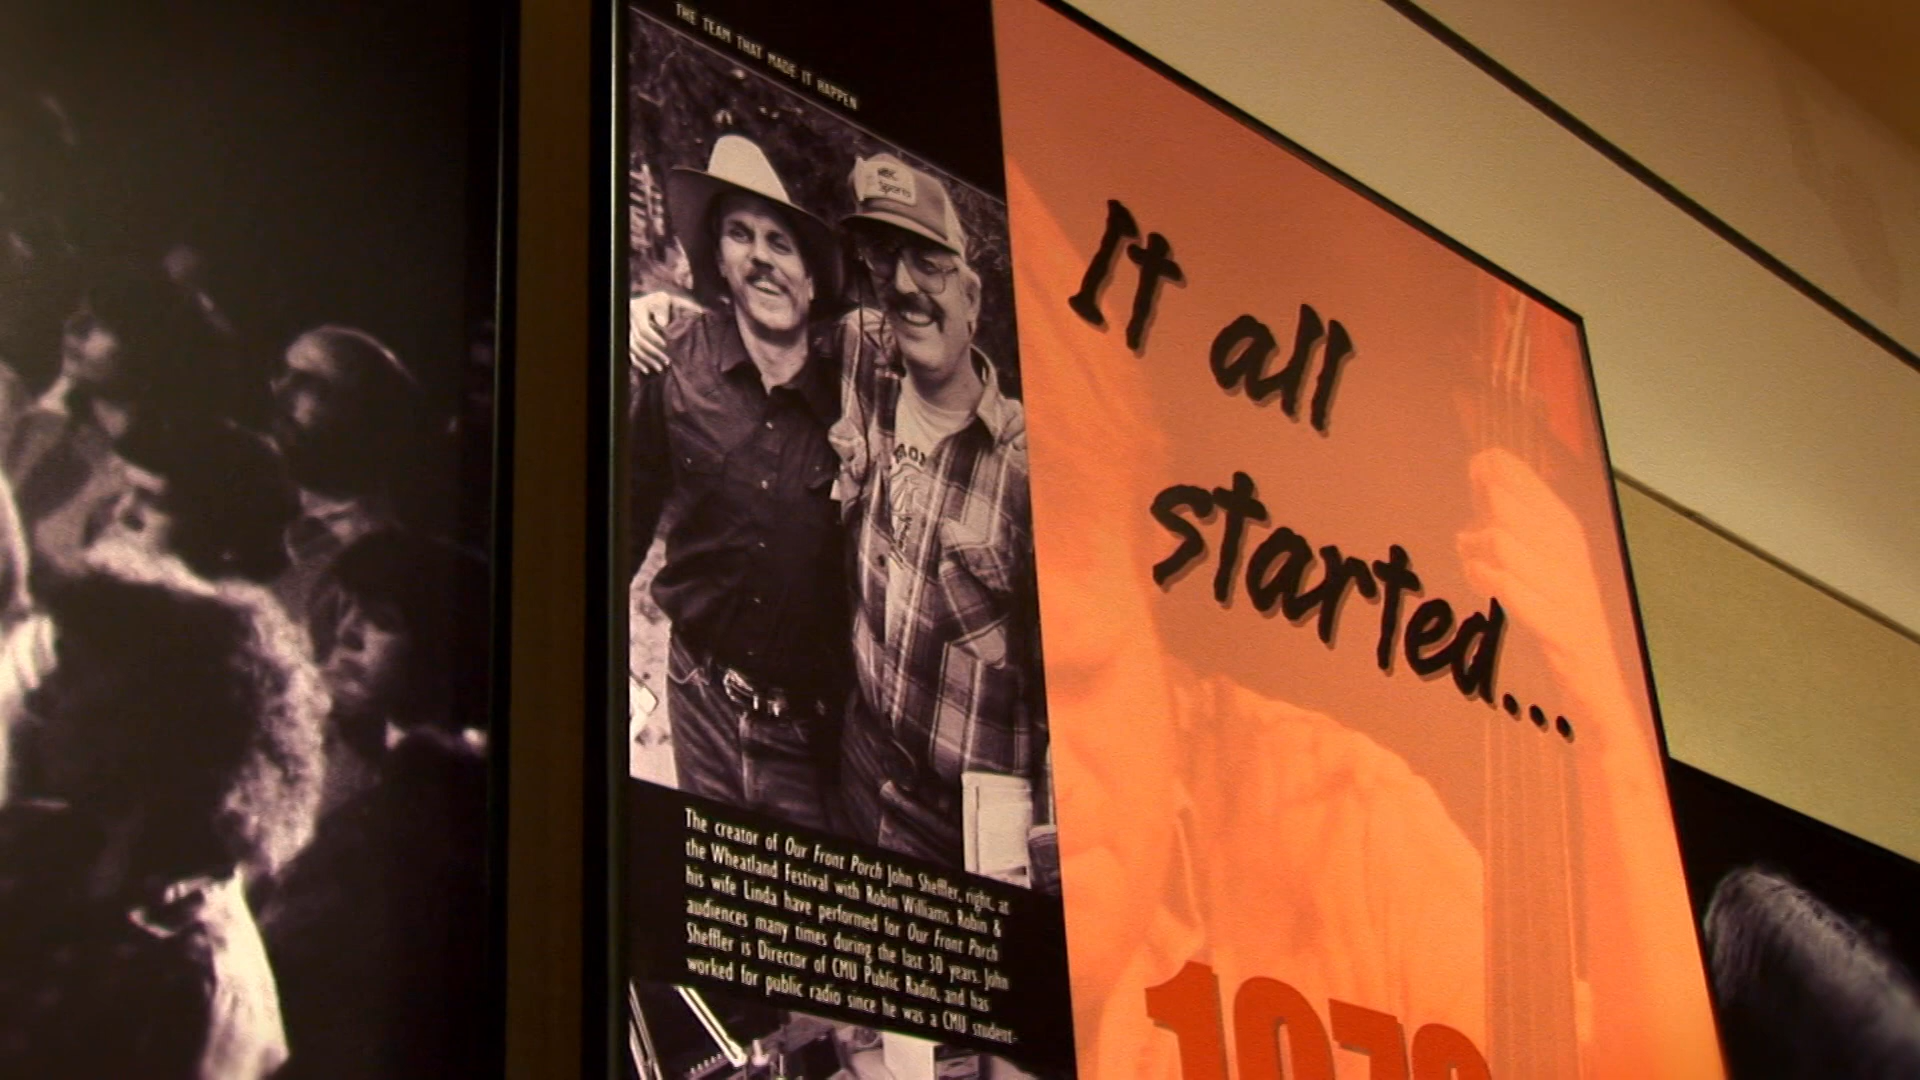 THE TEAM THAT MADE IT HAPPEN
NBC
Sports
It all
started...
The creator of Our Front Porch John Sheffler, right, at
the Wheatland Festival with Robin Williams. Robin &
his wife Linda have performed for Our Front Porch
audiences many times during the last 30 years. John
Sheffler is Director of CMU Public Radio, and has
worked for public radio since he was a CMU student.